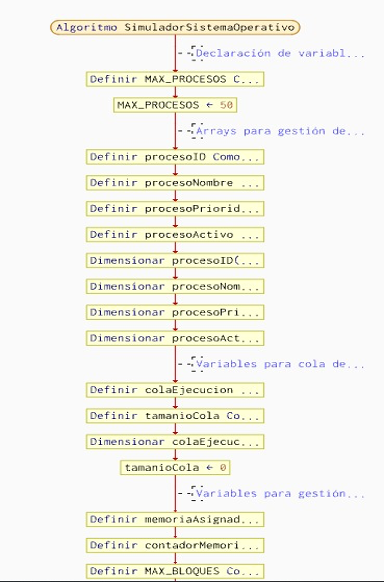 Algoritmo SimuladorSistemaOperativo
Declaración de variabl...
Definir MAX_PROCESOS C...
MAX_PROCESOS ← 50
Arrays para gestión de...
Definir procesoID Como...
Definir procesoNombre ...
Definir procesoPriorid...
Definir procesoActivo ...
Dimensionar procesoID(...
Dimensionar procesoNom...
Dimensionar procesoPri...
Dimensionar procesoAct...
Variables para cola de...
Definir colaEjecucion ...
Definir tamanioCola Co...
Dimensionar colaEjecuc...
tamanioCola ← 0
Variables para gestión...
Definir memoriaAsignad...
Definir contadorMemori...
Definir MAX_BLOQUES Co...